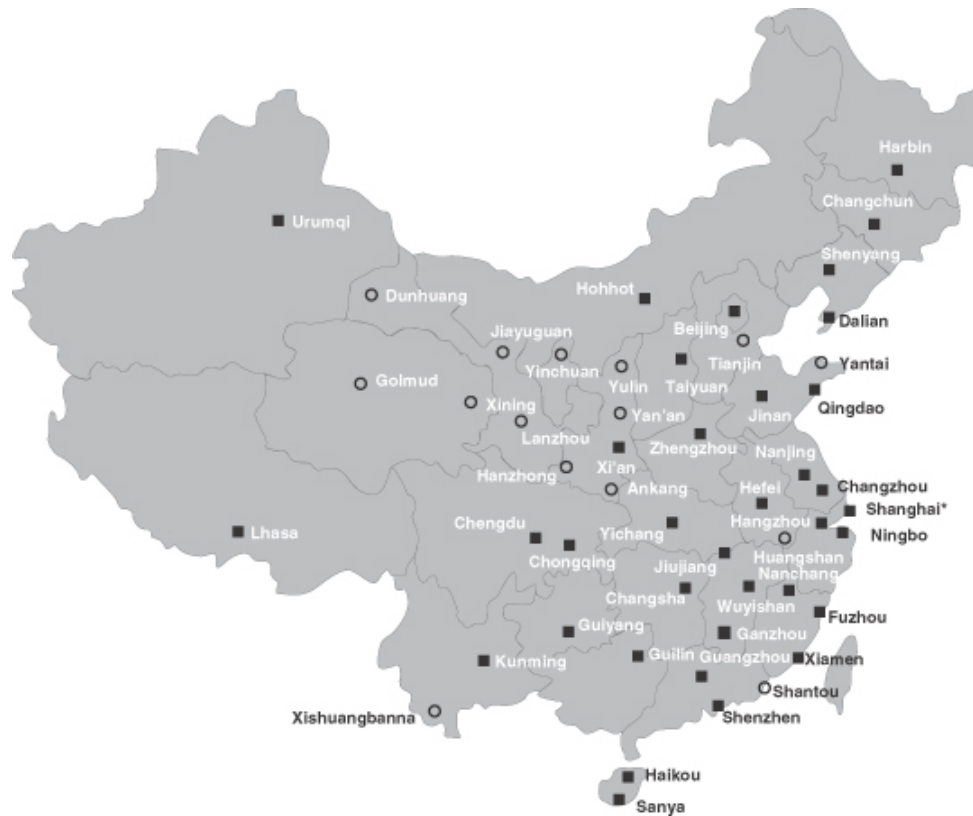 Harbin
Changchun
Urumqi
Shenyang
Hohhot
Dunhuang
Beijing
Dalian
Jiayuguan
Yinchuan
Tianjin
Yantai
Golmud
Yulin
Taiyuan
Xining
Yan'an
Jinan
Qingdao
Lanzhou
Zhengzhou
Nanjing
Hanzhong
Xi'an
Ankang
Hefei
Changzhou
Shanghai*
Chengdu
Yichang
Hangzhou
Lhasa
Ningbo
Chongqing
Jiujiang
Huangshan
Nanchang
Changsha
Wuyishan
Fuzhou
Guiyang
Ganzhou
Kunming
Guilin
Guangzhou
Xiamen
Shantou
Xishuangbanna
Shenzhen
Haikou
Sanya